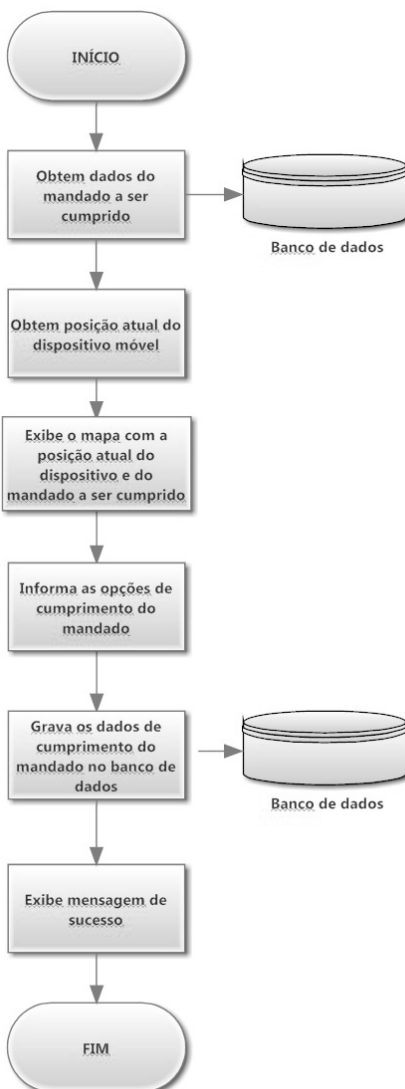 INÍCIO
Obtem dados do
mandado a ser
cumprido
Banco de dados
Obtem posição atual do
dispositivo móvel
Exibe o mapa com a
posição atual do
dispositivo e do
mandado a ser cumprido
Informa as opções de
cumprimento do
mandado
Grava os dados de
cumprimento do
mandado no banco de
dados
Banco de dados
Exibe mensagem de
sucesso
FIM